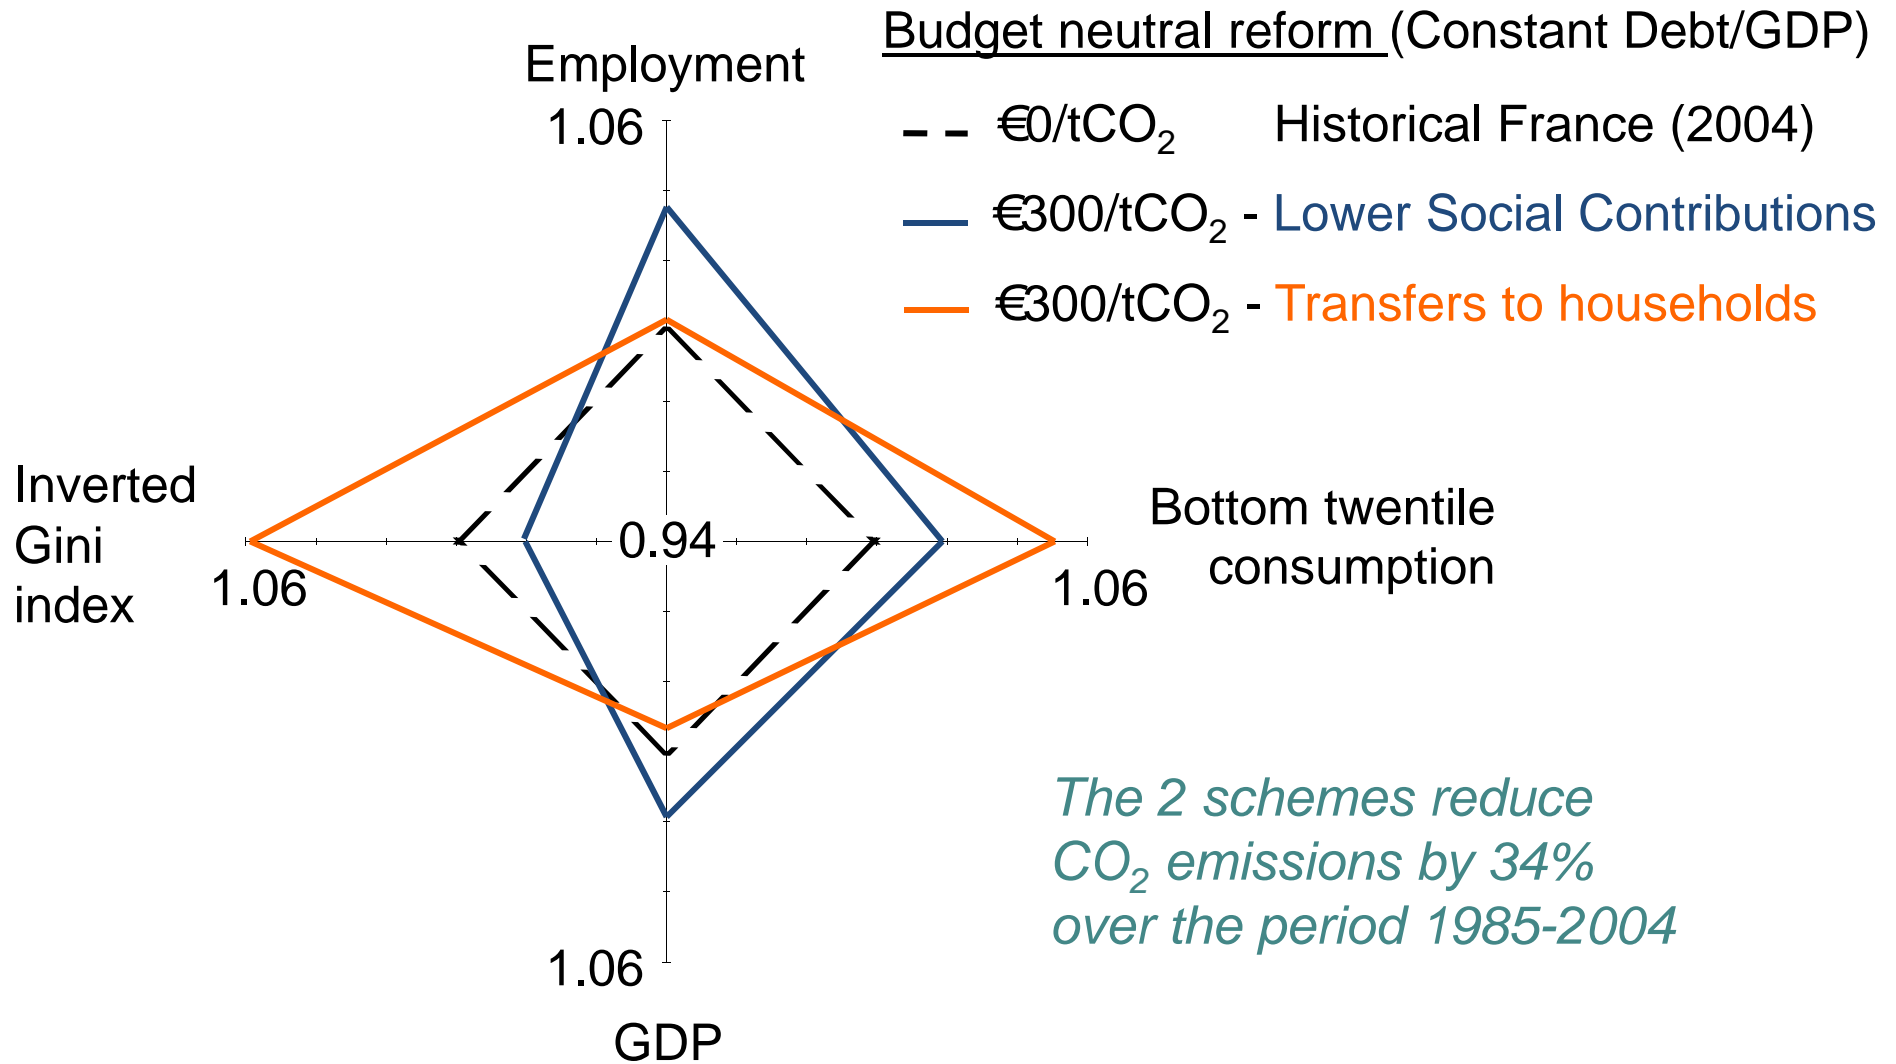 Budget neutral reform (Constant Debt/GDP)
Employment
1.06
€0/tCO₂ Historical France (2004)
€300/tCO₂ - Lower Social Contributions
€300/tCO₂ - Transfers to households
Inverted
Gini
index
1.06
0.94
Bottom twentile
consumption
1.06
The 2 schemes reduce
CO₂ emissions by 34%
over the period 1985-2004
1.06
GDP